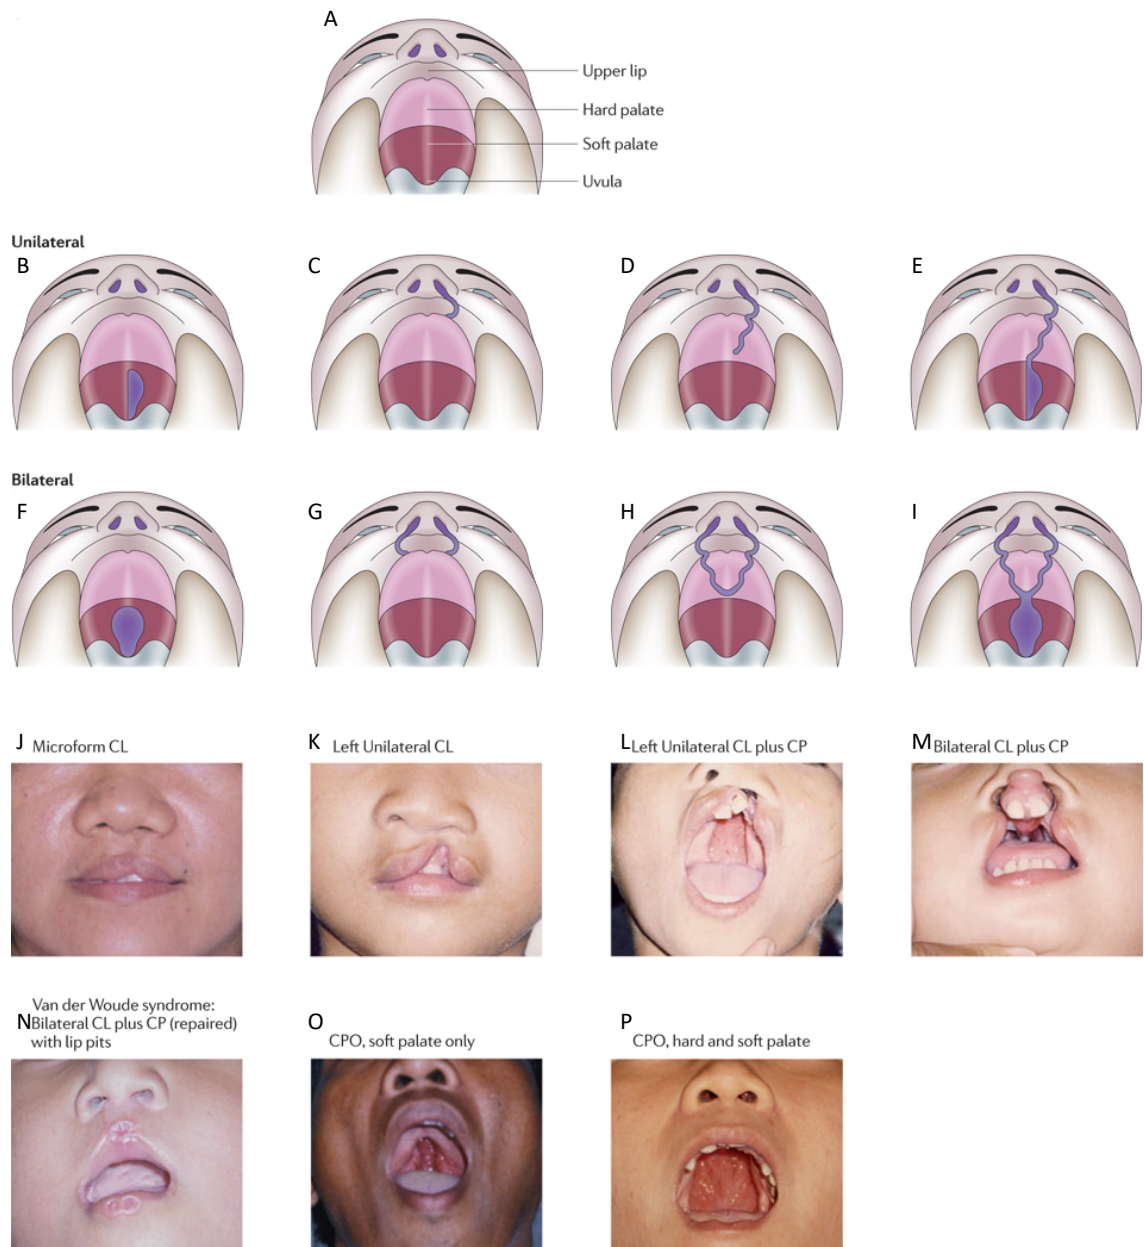 A
Upper lip
Hard palate
Soft palate
Uvula
Unilateral
B
C
D
E
Bilateral
F
G
H
I
J Microform CL
K Left Unilateral CL
L Left Unilateral CL plus CP
M Bilateral CL plus CP
N Van der Woude syndrome:
Bilateral CL plus CP (repaired)
with lip pits
O CPO, soft palate only
P CPO, hard and soft palate